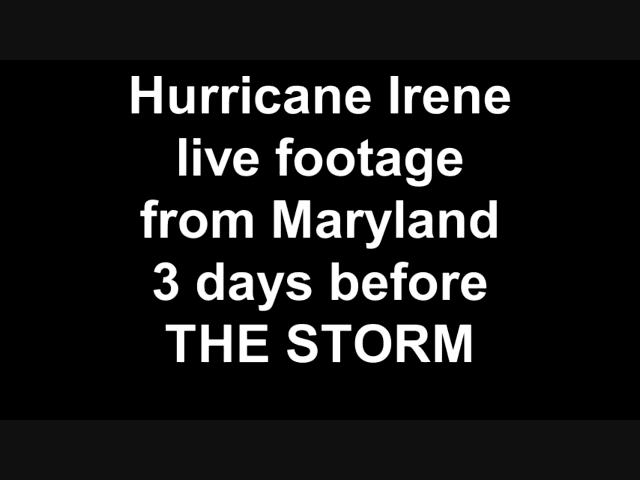 Hurricane Irene
live footage
from Maryland
3 days before
THE STORM